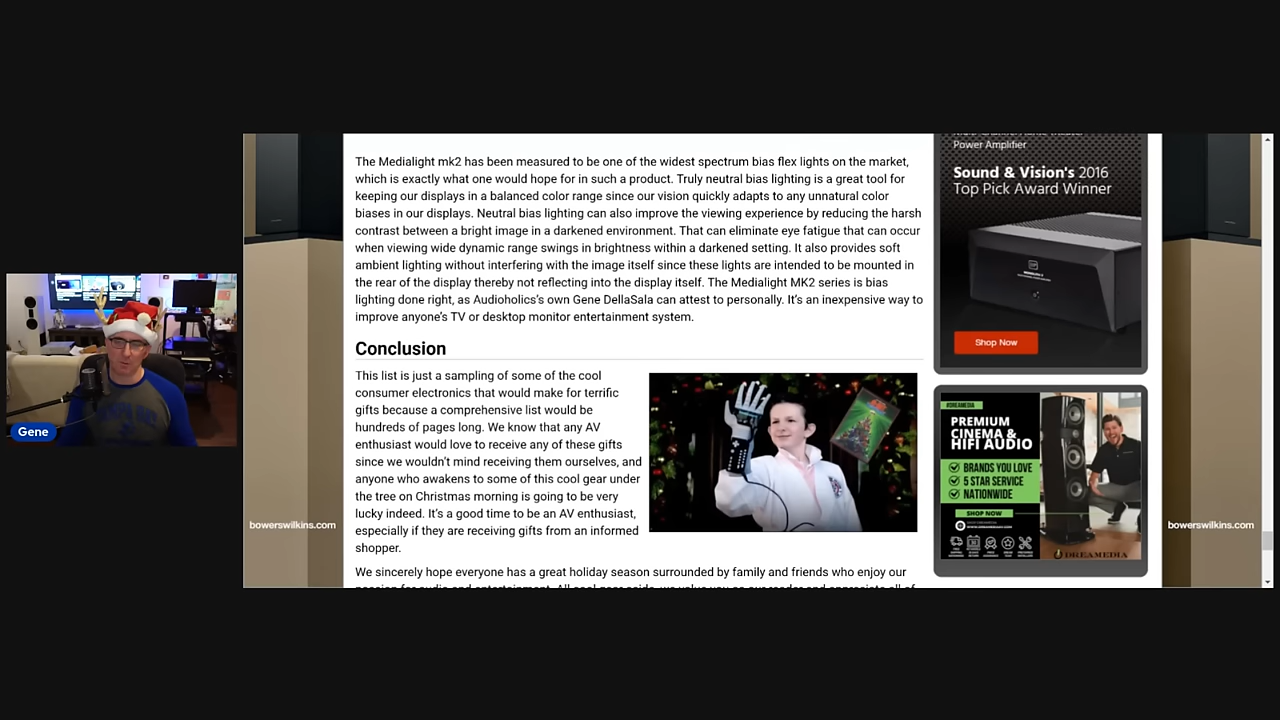 The Medialight mk2 has been measured to be one of the widest spectrum bias flex lights on the market,
which is exactly what one would hope for in such a product. Truly neutral bias lighting is a great tool for
keeping our displays in a balanced color range since our vision quickly adapts to any unnatural color
biases in our displays. Neutral bias lighting can also improve the viewing experience by reducing the harsh
contrast between a bright image in a darkened environment. That can eliminate eye fatigue that can occur
when viewing wide dynamic range swings in brightness within a darkened setting. It also provides soft
ambient lighting without interfering with the image itself since these lights are intended to be mounted in
the rear of the display thereby not reflecting into the display itself. The Medialight MK2 series is bias
lighting done right, as Audioholics's own Gene DellaSala can attest to personally. It's an inexpensive way to
improve anyone's TV or desktop monitor entertainment system.
Conclusion
This list is just a sampling of some of the cool
consumer electronics that would make for terrific
gifts because a comprehensive list would be
hundreds of pages long. We know that any AV
enthusiast would love to receive any of these gifts
since we wouldn't mind receiving them ourselves, and
anyone who awakens to some of this cool gear under
the tree on Christmas morning is going to be very
lucky indeed. It's a good time to be an AV enthusiast,
especially if they are receiving gifts from an informed
shopper.
We sincerely hope everyone has a great holiday season surrounded by family and friends who enjoy our
Power Amplifier
Sound & Vision's 2016
Top Pick Award Winner
Shop Now
#DREAMEDIA
PREMIUM
CINEMA &
HIFI AUDIO
BRANDS YOU LOVE
5 STAR SERVICE
NATIONWIDE
SHOP NOW
DREAMEDIA
bowerswilkins.com
bowerswilkins.com
Gene